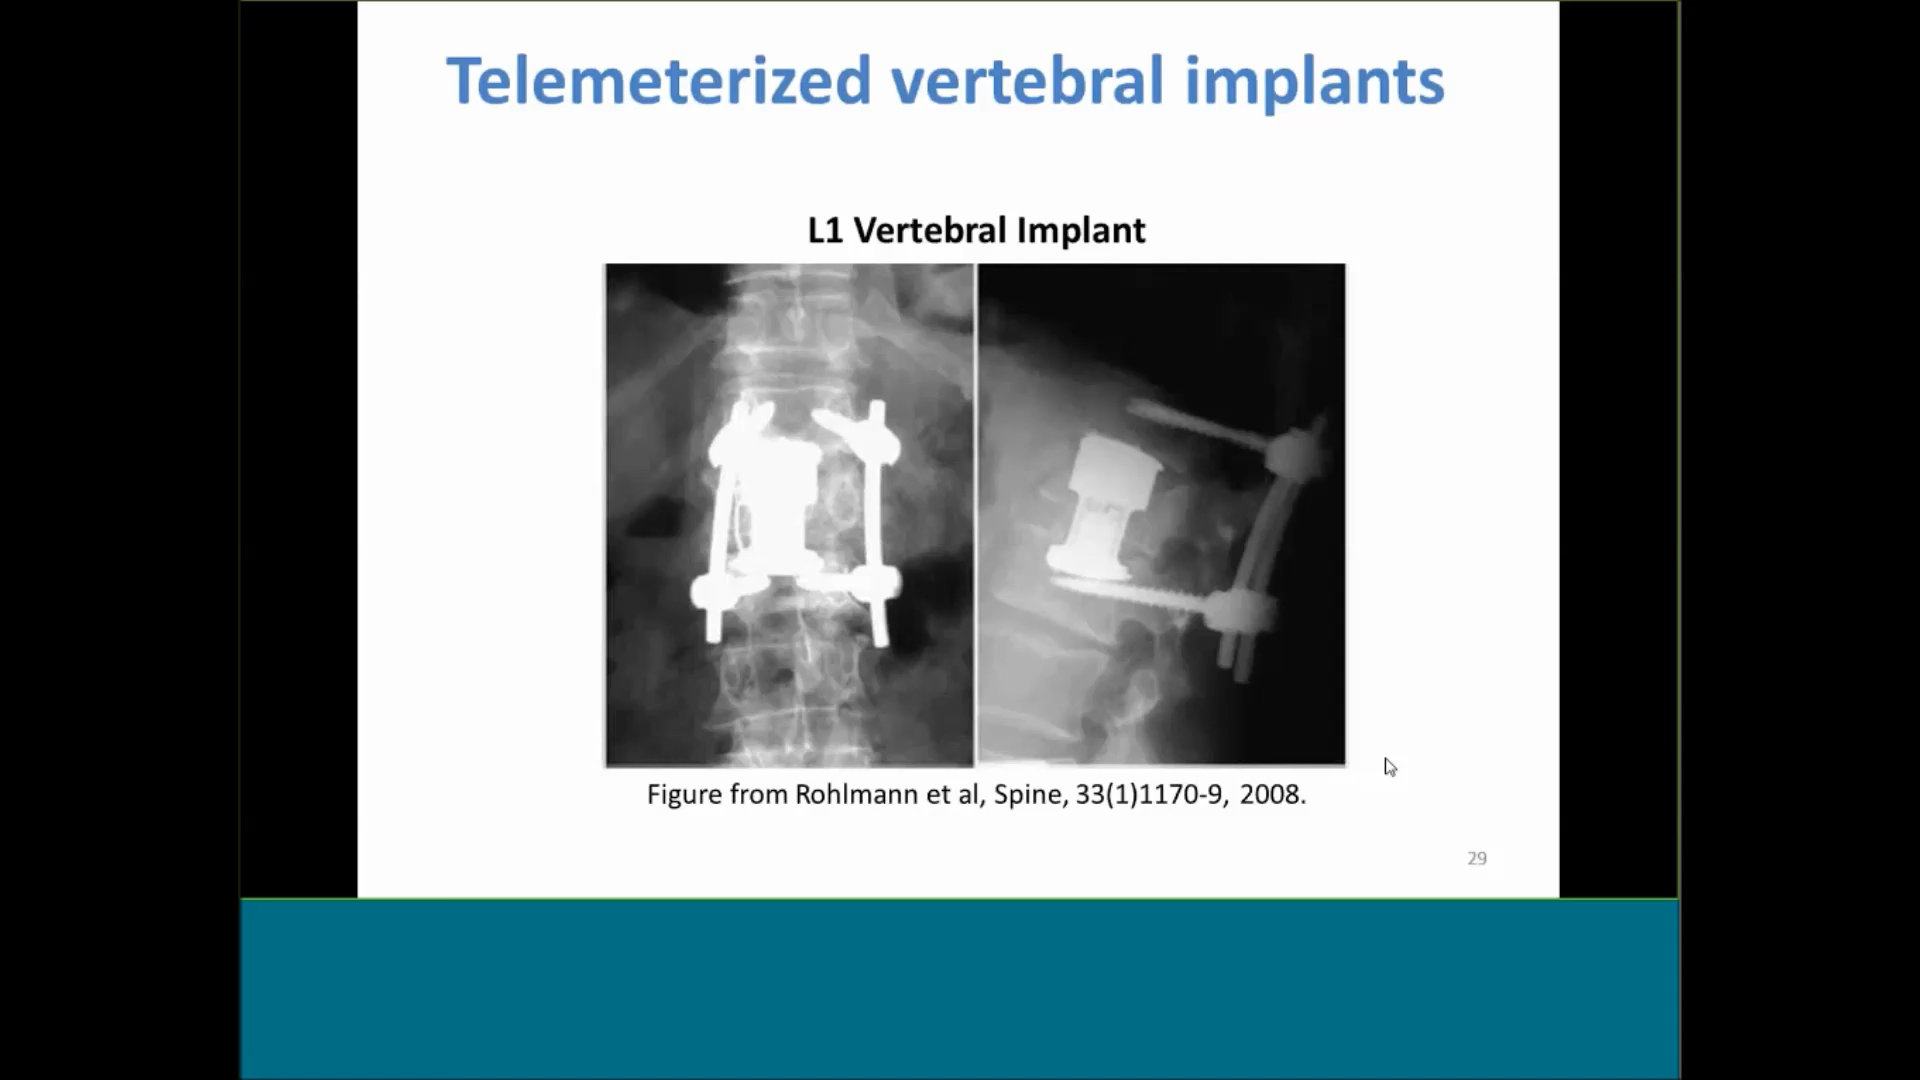 Telemeterized vertebral implants
L1 Vertebral Implant
Figure from Rohlmann et al, Spine, 33(1)1170-9, 2008.
29